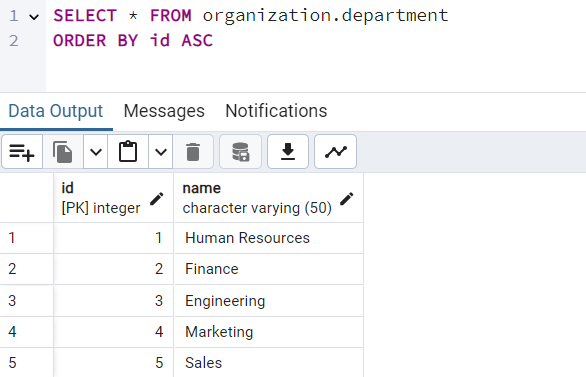 1 SELECT * FROM organization.department
2 ORDER BY id ASC
Data Output Messages Notifications
id name
[PK] integer character varying (50)
1 1 Human Resources
2 2 Finance
3 3 Engineering
4 4 Marketing
5 5 Sales